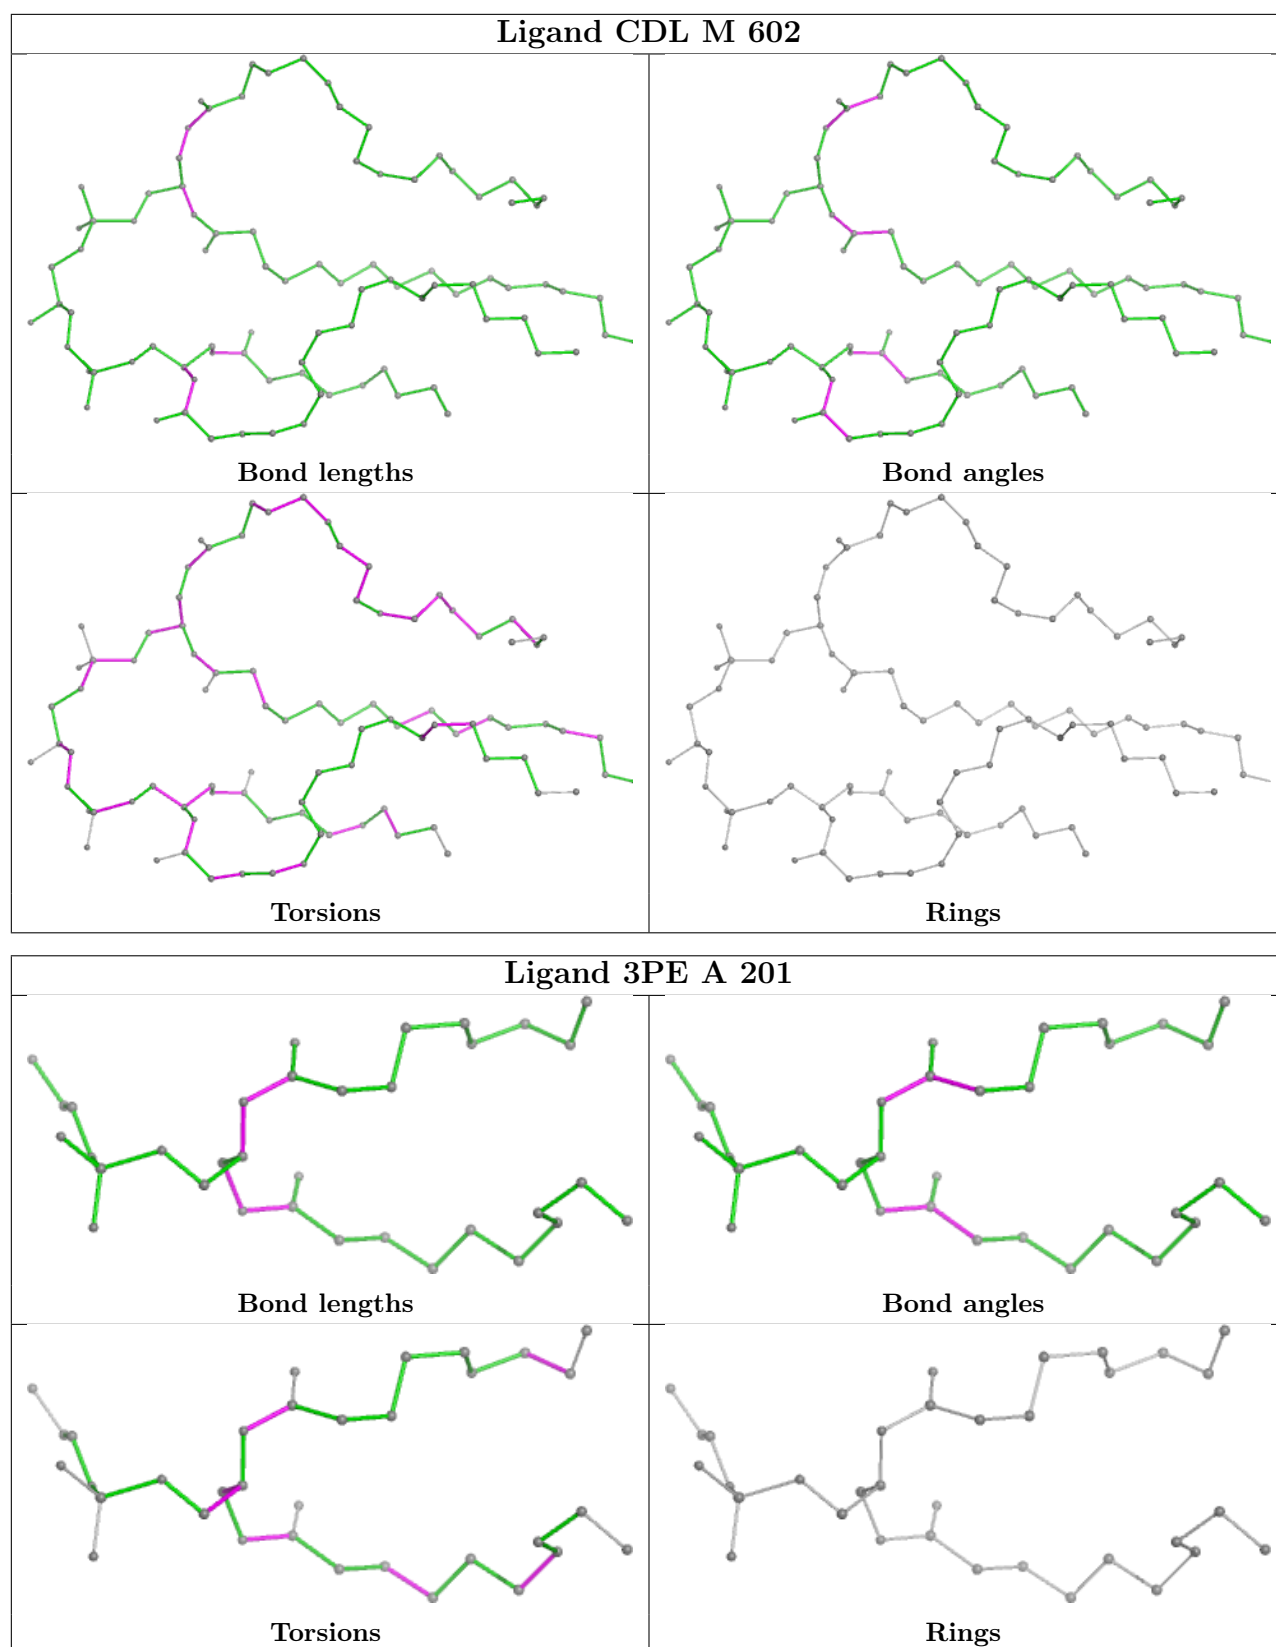 Ligand CDL M 602
Bond lengths
Bond angles
Torsions
Rings
Ligand 3PE A 201
Bond lengths
Bond angles
Torsions
Rings